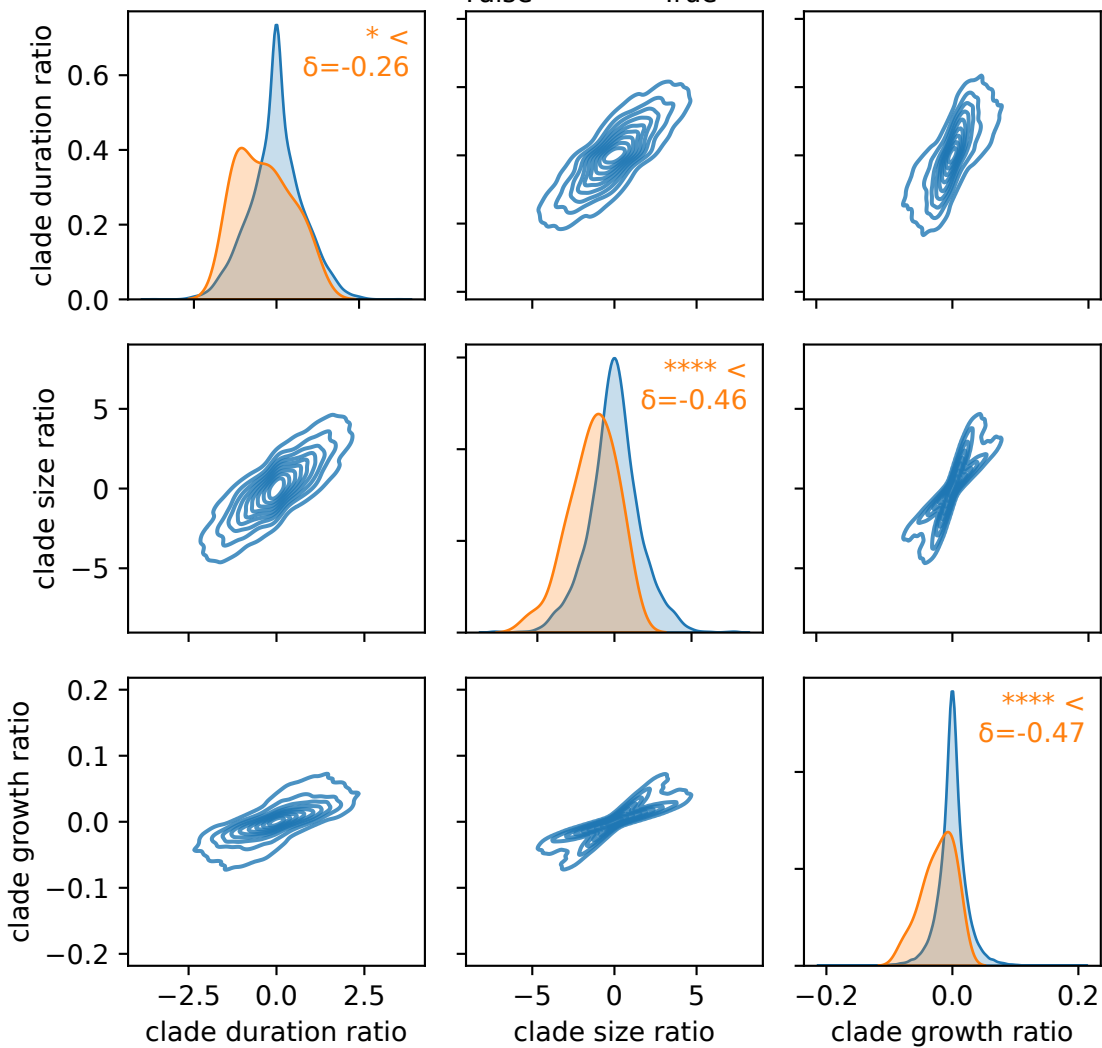 True
* <
δ=-0.26
clade duration ratio
0.6
0.4
0.2
0.0
**** <
δ=-0.46
clade size ratio
5
0
−5
**** <
δ=-0.47
clade growth ratio
0.2
0.1
0.0
−0.1
−0.2
−2.5 0.0 2.5
−5 0 5
−0.2 0.0 0.2
clade duration ratio
clade size ratio
clade growth ratio